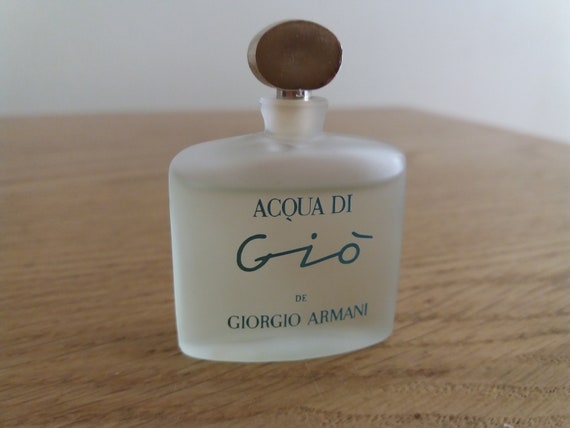 ACQUA DI
Giò
DE
GIORGIO ARMANI